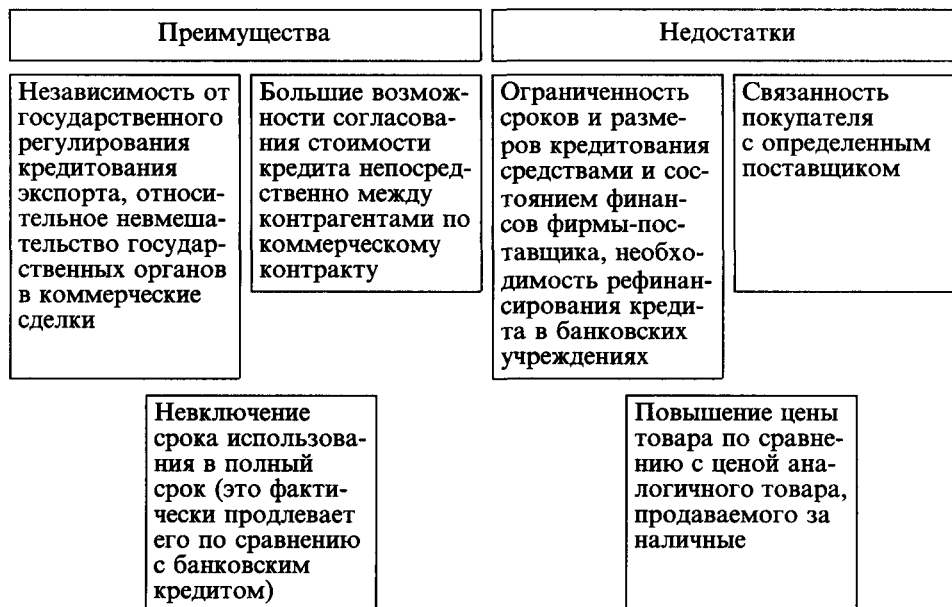 Преимущества
Недостатки
Независимость от
государственного
регулирования
кредитования
экспорта, относи-
тельное невмеша-
тельство государ-
ственных органов
в коммерческие
сделки
Большие возмож-
ности согласова-
ния стоимости
кредита непосред-
ственно между
контрагентами по
коммерческому
контракту
Ограниченность
сроков и разме-
ров кредитования
средствами и сос-
тоянием финан-
сов фирмы-пос-
тавщика, необхо-
димость рефинан-
сирования креди-
та в банковских
учреждениях
Связанность
покупателя
с определенным
поставщиком
Невключение
срока использова-
ния в полный
срок (это факти-
чески продлевает
его по сравнению
с банковским
кредитом)
Повышение цены
товара по сравне-
нию с ценой ана-
логичного товара,
продаваемого за
наличные